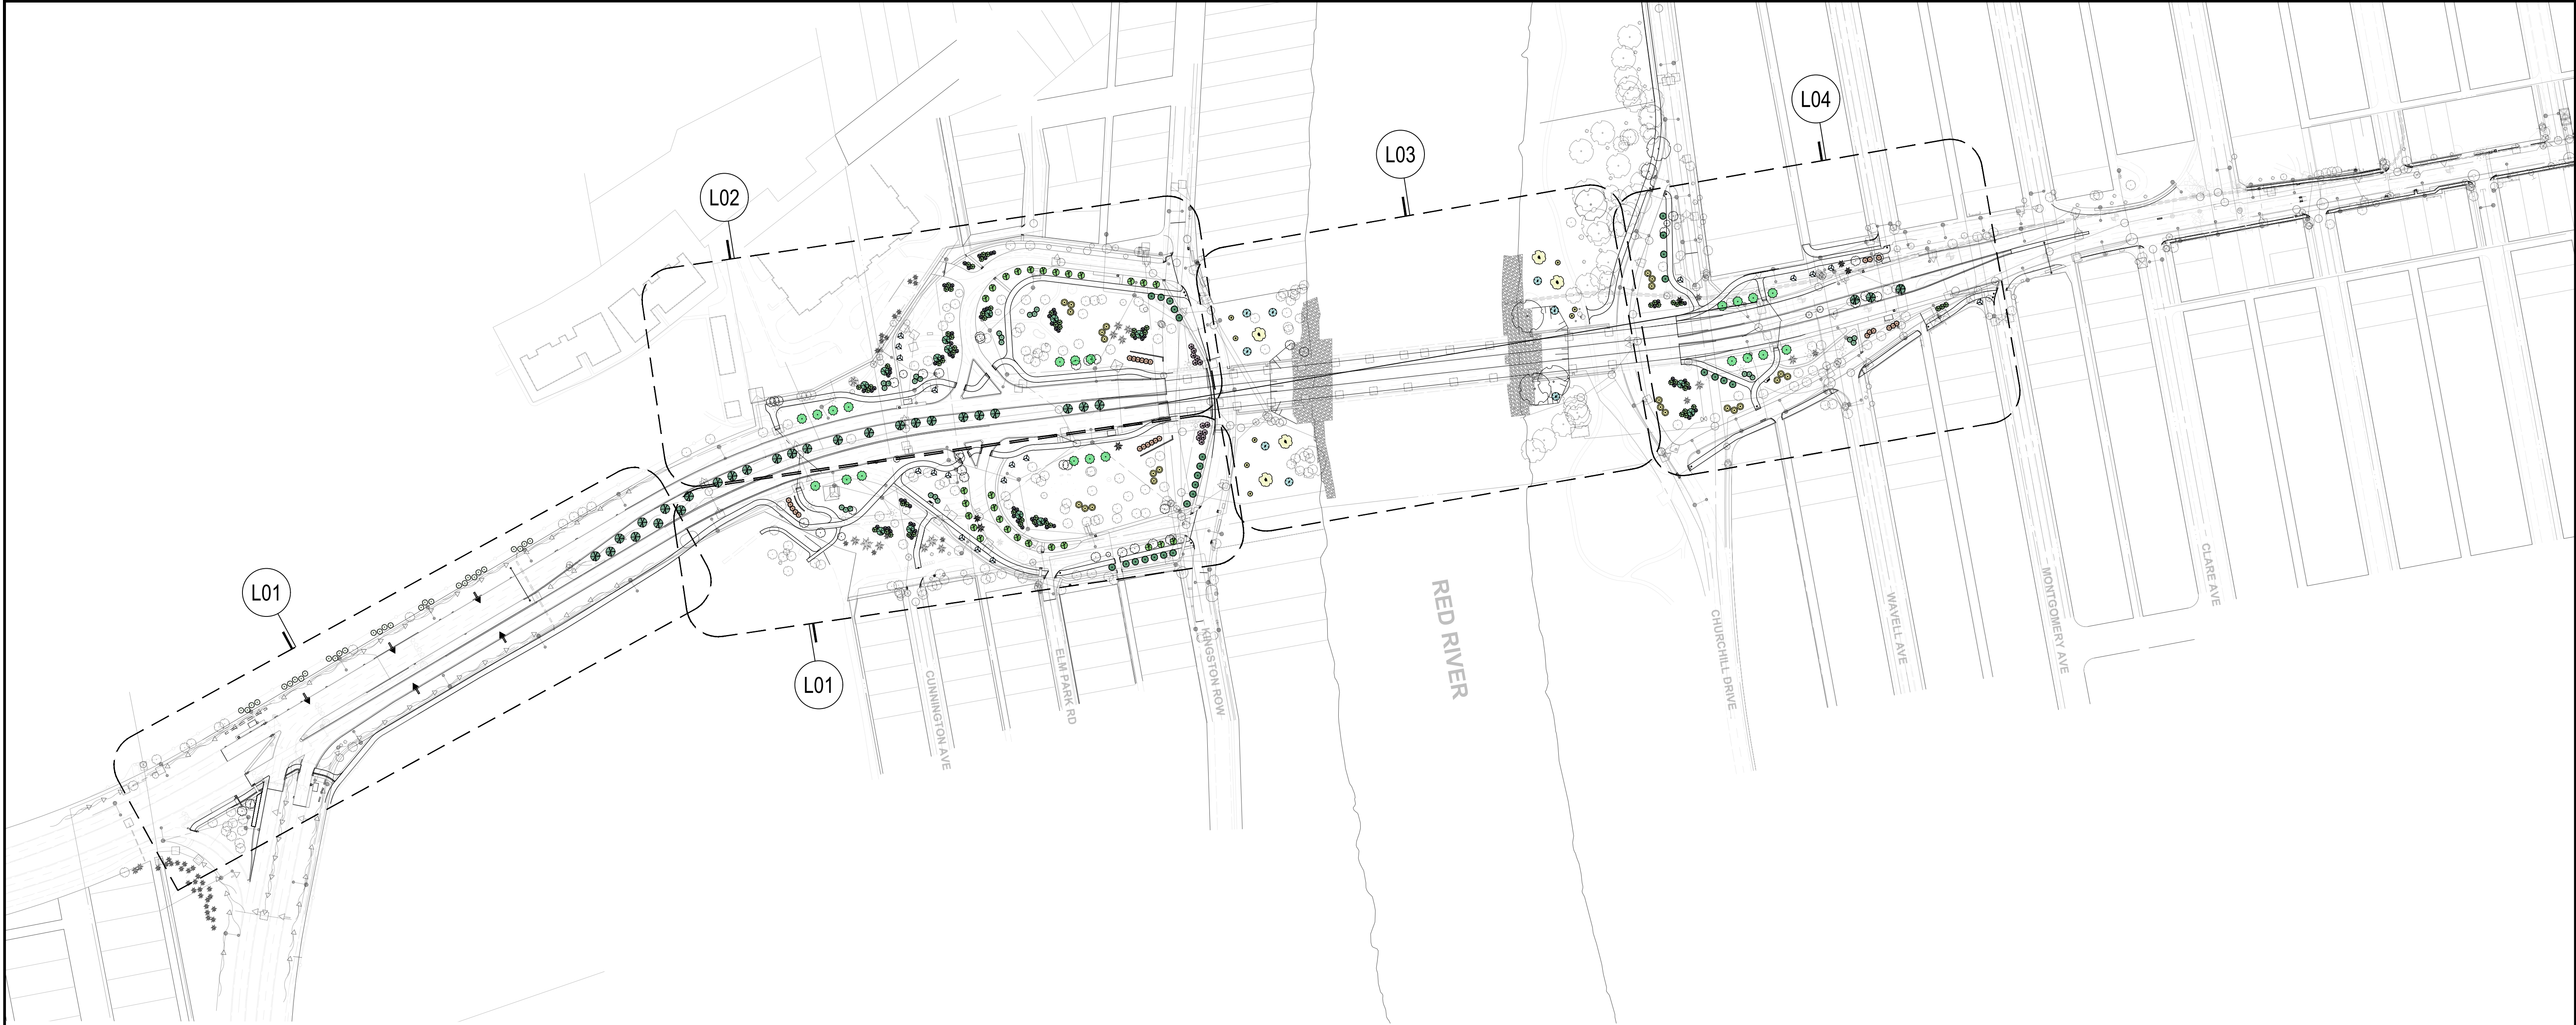 L04
L03
L02
L01
L01
RED RIVER
CUNNINGTON AVE
ELM PARK RD
KINGSTON ROW
CHURCHILL DRIVE
WAVELL AVE
MONTGOMERY AVE
CLARE AVE